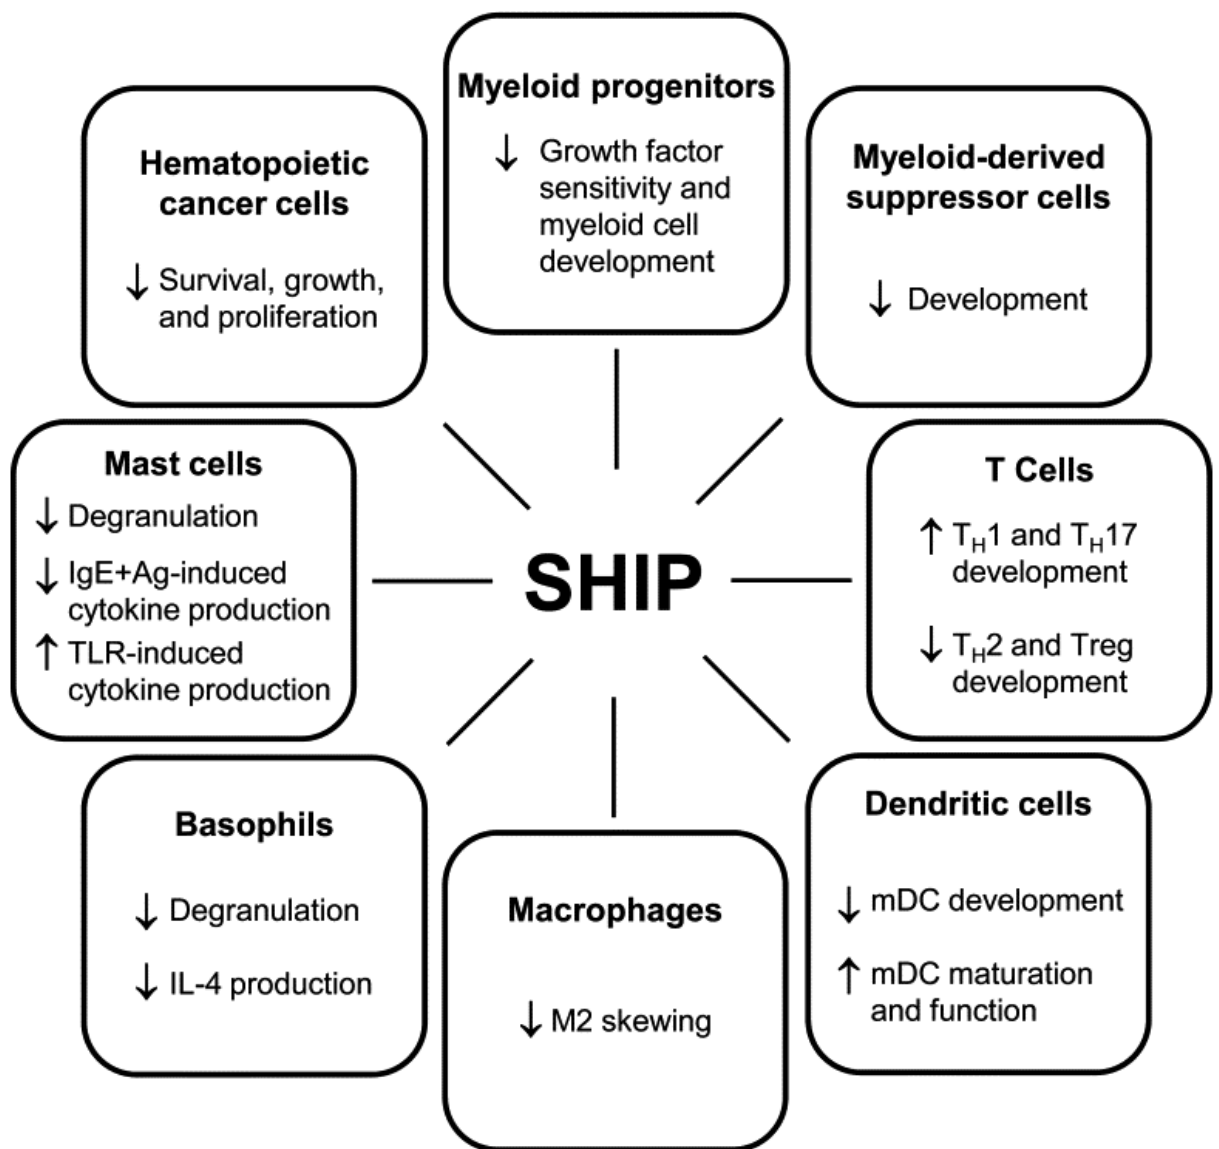 Myeloid progenitors
↓ Growth factor
sensitivity and
myeloid cell
development
Hematopoietic
cancer cells
↓ Survival, growth,
and proliferation
Myeloid-derived
suppressor cells
↓ Development
Mast cells
↓ Degranulation
↓ IgE+Ag-induced
cytokine production
↑ TLR-induced
cytokine production
SHIP
T Cells
↑ TH1 and TH17
development
↓ TH2 and Treg
development
Basophils
↓ Degranulation
↓ IL-4 production
Macrophages
↓ M2 skewing
Dendritic cells
↓ mDC development
↑ mDC maturation
and function